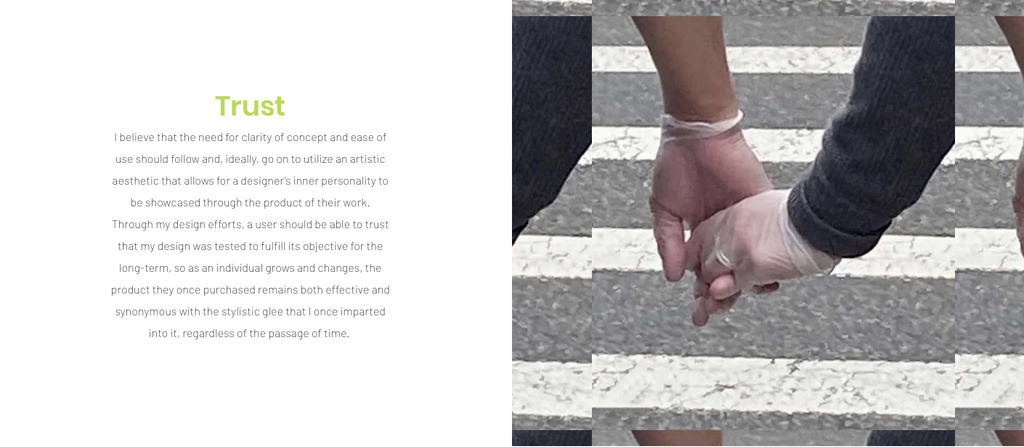 Trust
I believe that the need for clarity of concept and ease of
use should follow and, ideally, go on to utilize an artistic
aesthetic that allows for a designer's inner personality to
be showcased through the product of their work.
Through my design efforts, a user should be able to trust
that my design was tested to fulfill its objective for the
long-term, so as an individual grows and changes, the
product they once purchased remains both effective and
synonymous with the stylistic glee that I once imparted
into it, regardless of the passage of time.